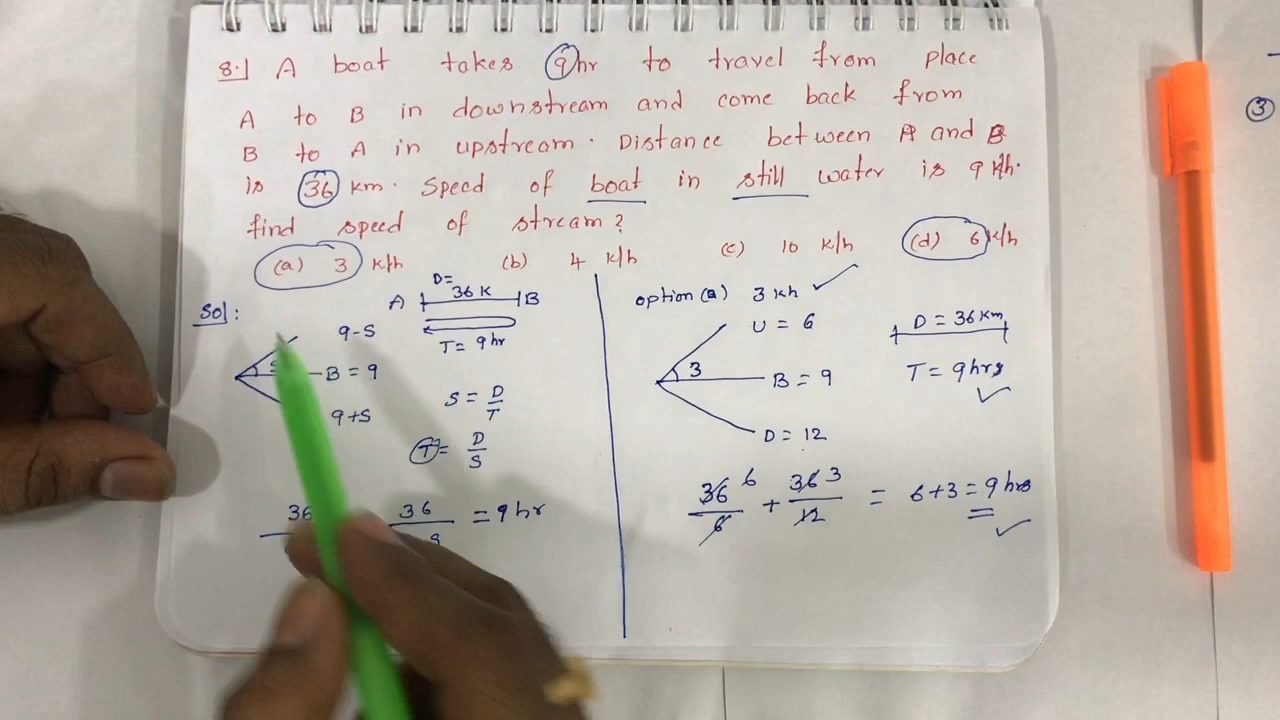 8.] A boat takes 9hr to travel from place
A to B in downstream and come back from
B to A in upstream. Distance between A and B
is 36 km. Speed of boat in still water is 9 K/h.
find speed of stream?
(a) 3 K/h (b) 4 K/h (c) 10 K/h (d) 6 K/h
Sol:
D=
A 36 K B
T = 9 hr
9-S
B = 9
9+S
S = D/T
T = D/S
36 36 = 9 hr
option (a) 3 kh ✓
U = 6
3 B = 9
D = 12
D = 36 Km
T = 9 hrs ✓
36/6 6 + 36/12 3 = 6+3 = 9 hrs ✓
3